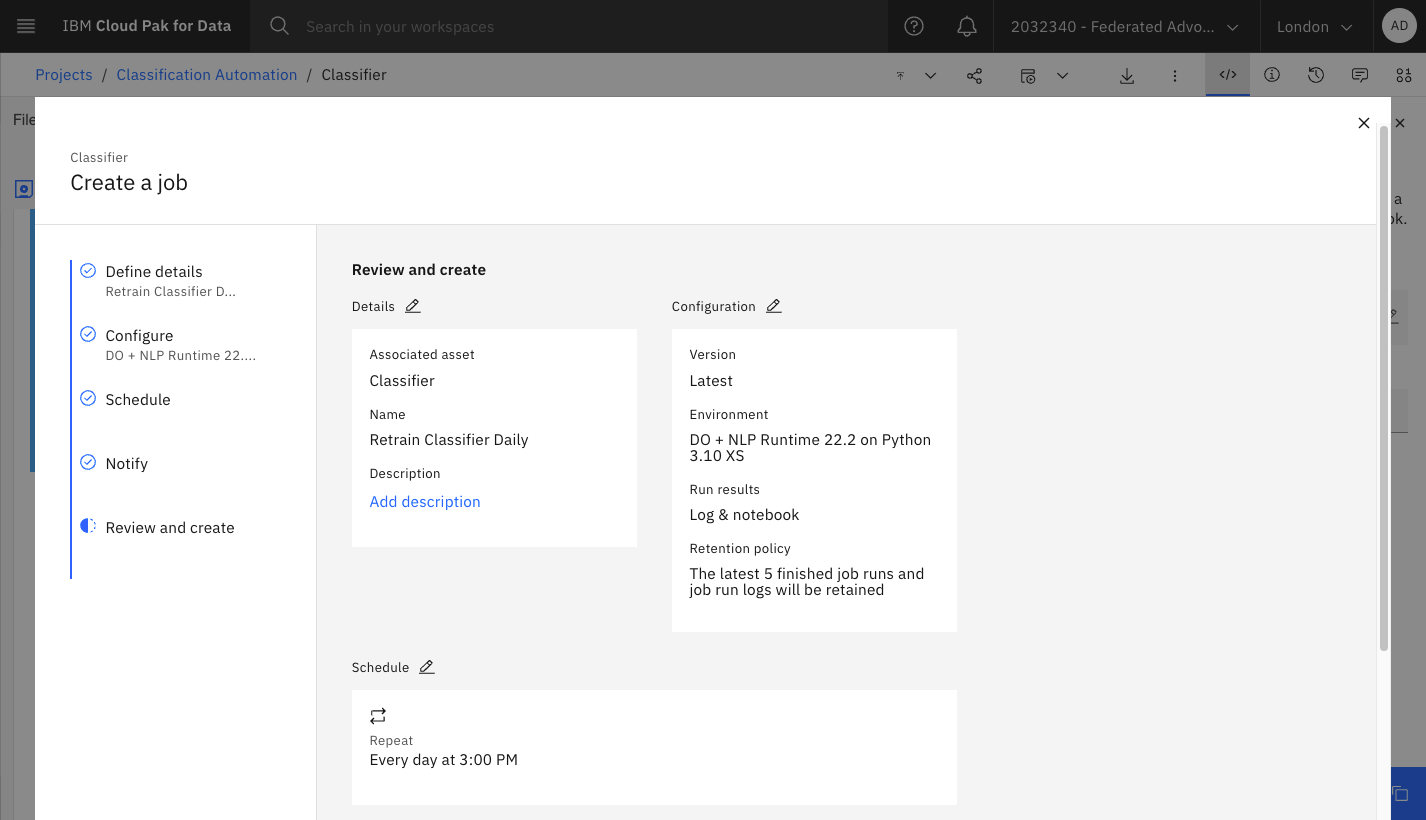 IBM Cloud Pak for Data
Search in your workspaces
2032340 - Federated Advo...
London
AD
Projects / Classification Automation / Classifier
File
Classifier
Create a job
Define details
Retrain Classifier D...
Configure
DO + NLP Runtime 22....
Schedule
Notify
Review and create
Review and create
Details
Associated asset
Classifier
Name
Retrain Classifier Daily
Description
Add description
Configuration
Version
Latest
Environment
DO + NLP Runtime 22.2 on Python
3.10 XS
Run results
Log & notebook
Retention policy
The latest 5 finished job runs and
job run logs will be retained
Schedule
Repeat
Every day at 3:00 PM
a